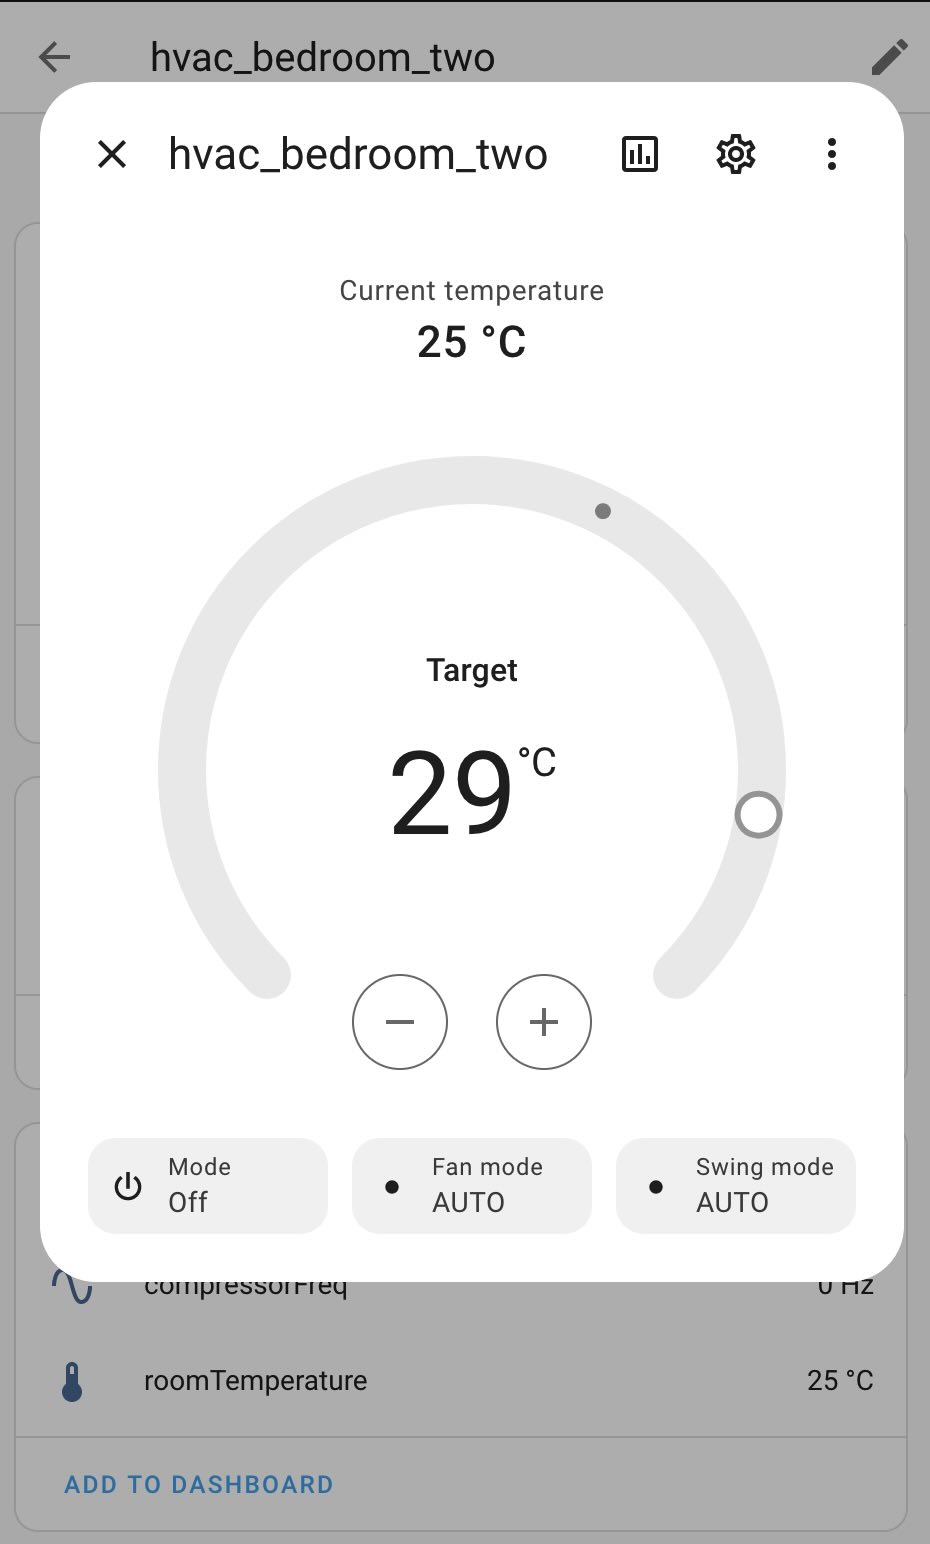 hvac_bedroom_two
hvac_bedroom_two
Current temperature
25 °C
Target
29 °C
Mode
Off
Fan mode
AUTO
Swing mode
AUTO
compressorFreq 0 Hz
roomTemperature 25 °C
ADD TO DASHBOARD